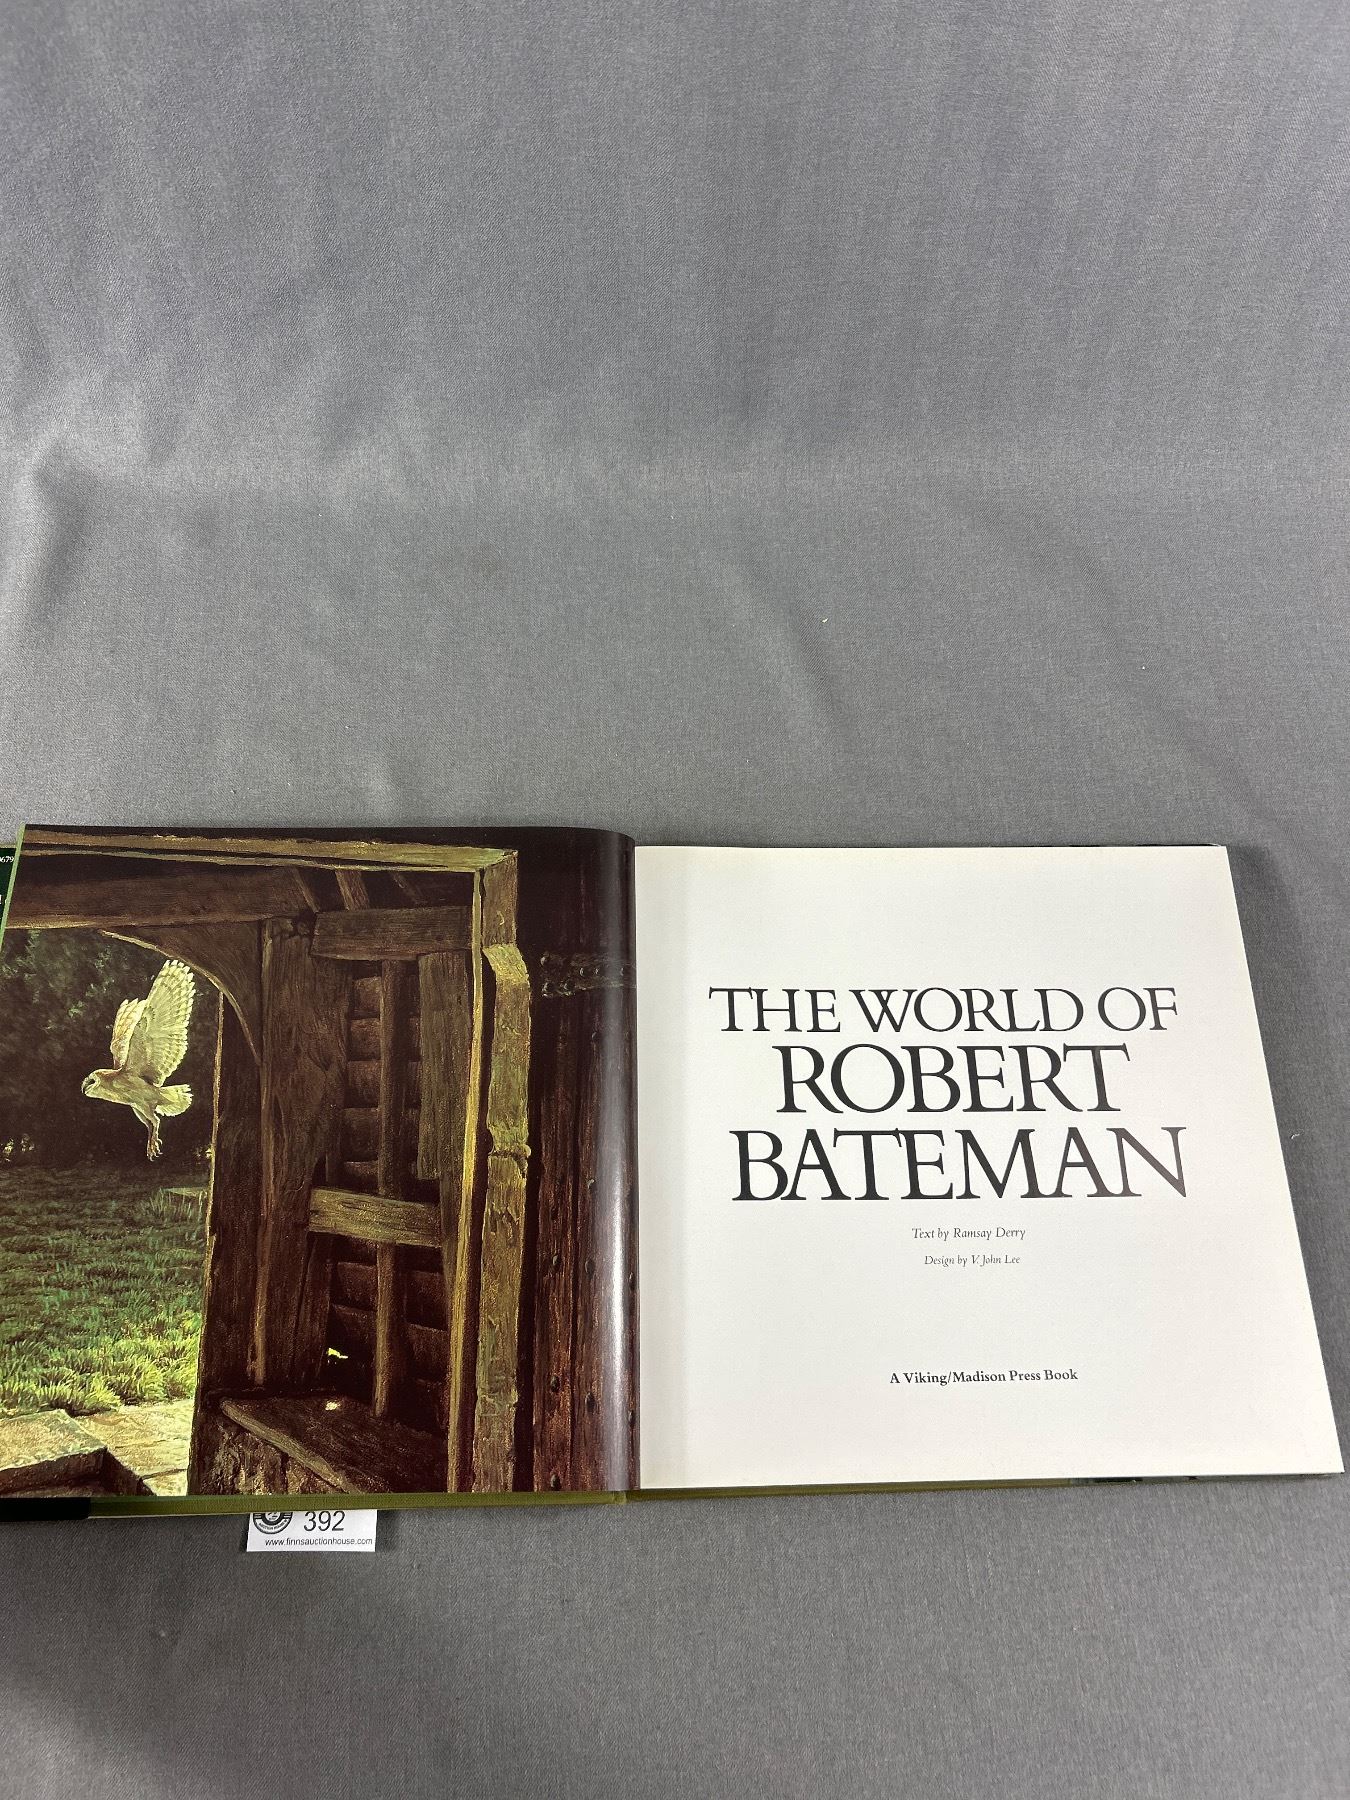 679
THE WORLD OF
ROBERT
BATEMAN
Text by Ramsay Derry
Design by V. John Lee
A Viking/Madison Press Book
392
www.finnsauctionhouse.com